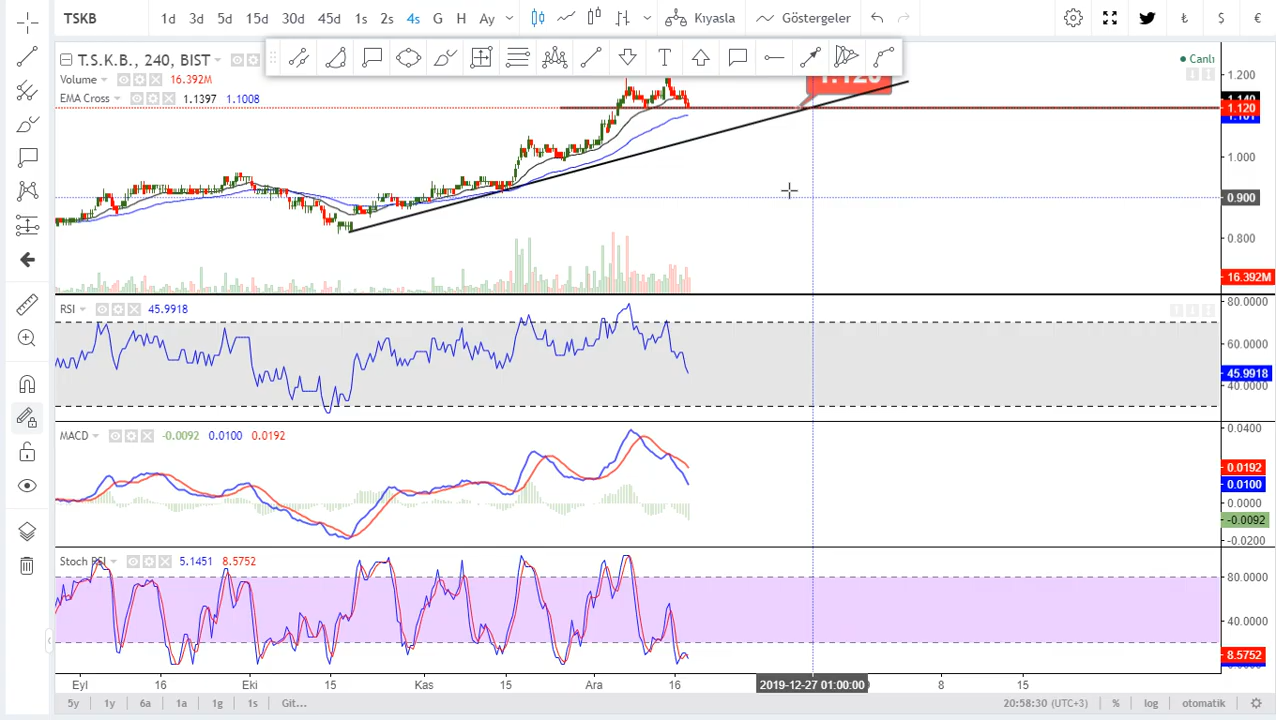 TSKB 1d 3d 5d 15d 30d 45d 1s 2s 4s G H Ay Kıyasla Göstergeler ₺ $ €
T.S.K.B., 240, BIST
Canlı
Volume 16.392M
EMA Cross 1.1397 1.1008
1.120
1.200
1.120
1.000
0.900
0.800
16.392M
RSI 45.9918
80.0000
60.0000
45.9918
40.0000
MACD -0.0092 0.0100 0.0192
0.0400
0.0192
0.0100
0.0000
-0.0092
-0.0200
Stoch RSI 5.1451 8.5752
80.0000
40.0000
8.5752
Eyl 16 Eki 15 Kas 15 Ara 16 2019-12-27 01:00:00 8 15
5y 1y 6a 1a 1g 1s Git... 20:58:30 (UTC+3) % log otomatik